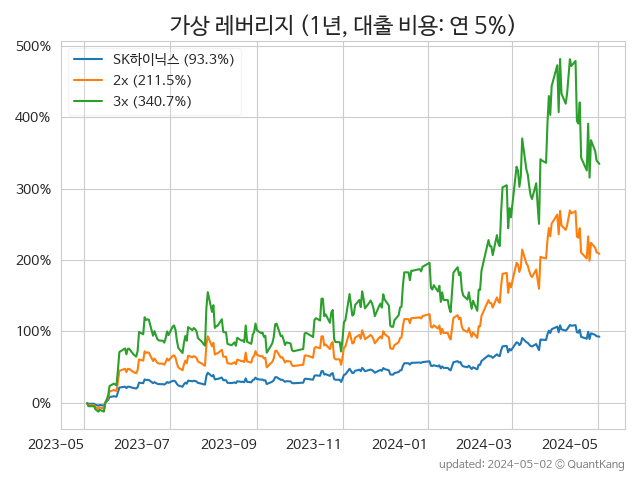 가상 레버리지 (1년, 대출 비용: 연 5%)
500%
400%
300%
200%
100%
0%
SK하이닉스 (93.3%)
2x (211.5%)
3x (340.7%)
2023-05
2023-07
2023-09
2023-11
2024-01
2024-03
2024-05
updated: 2024-05-02 © QuantKang